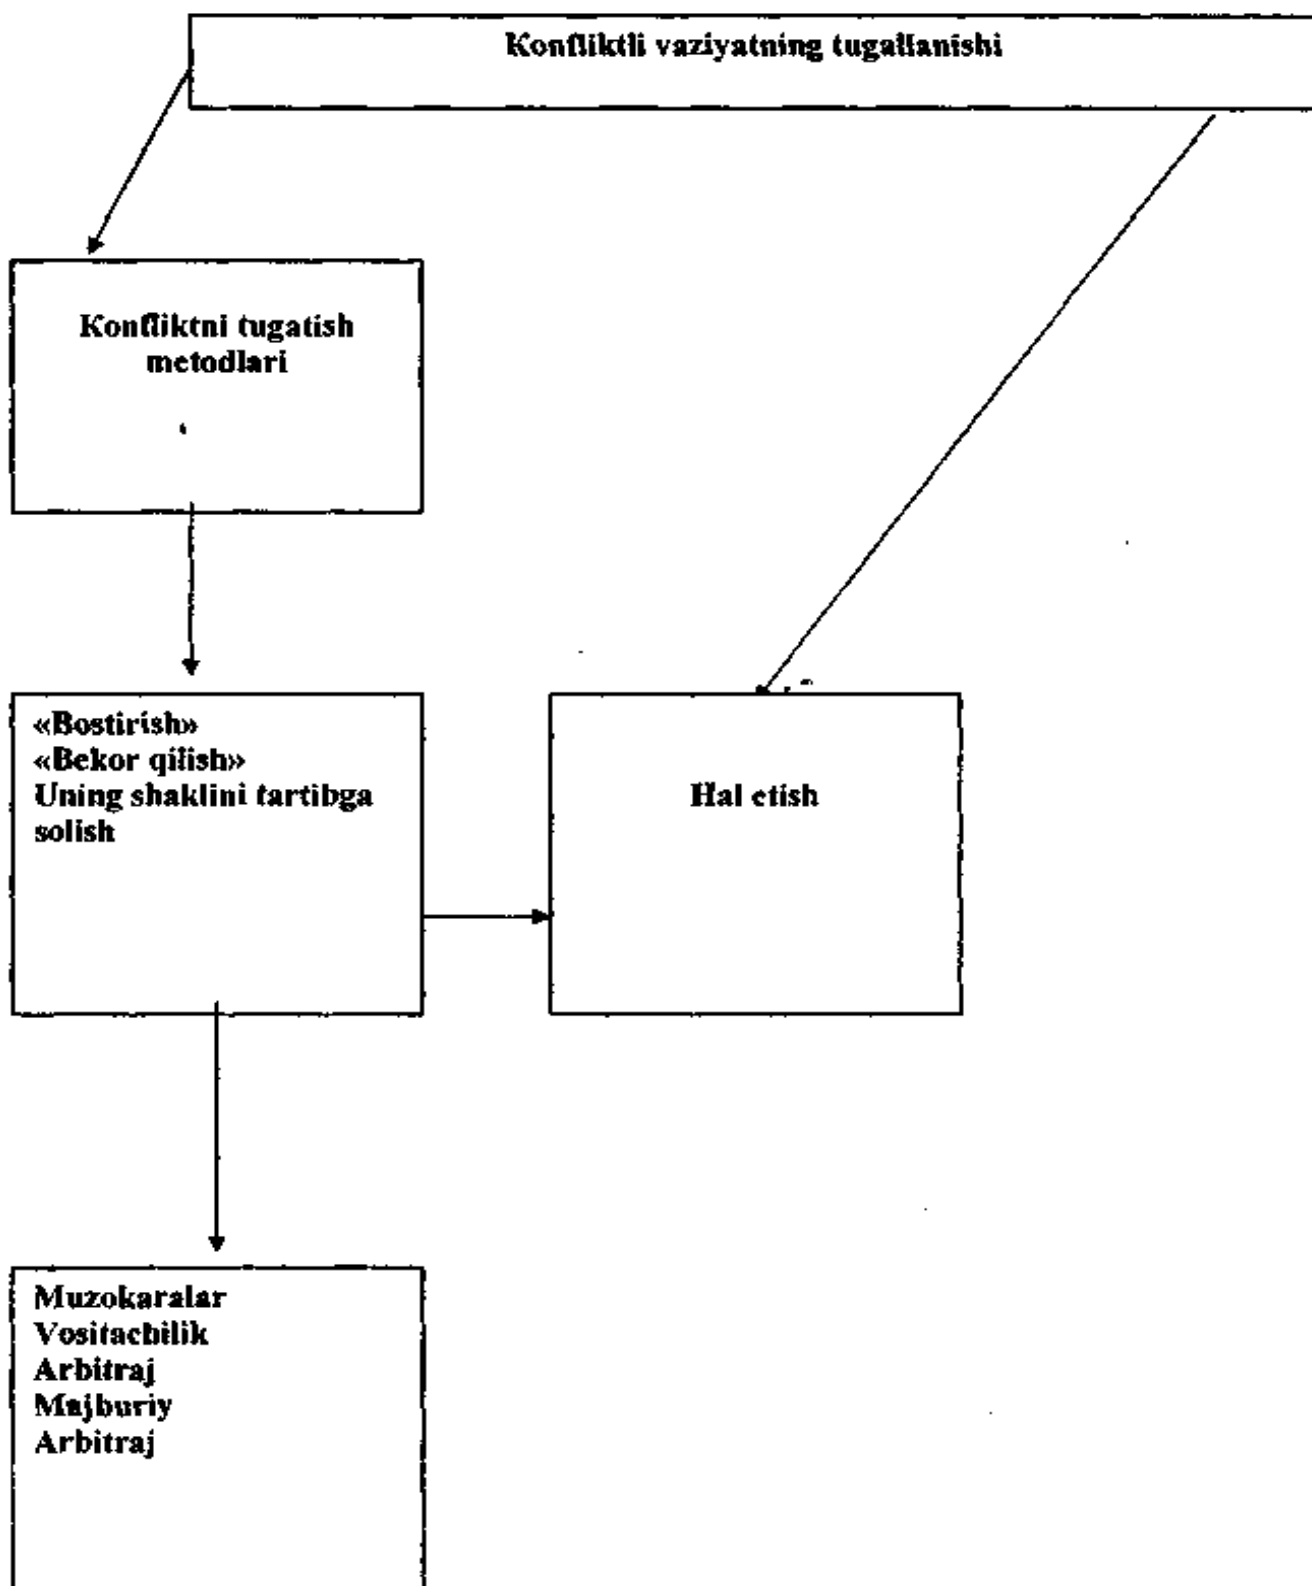 Konfliktli vaziyatning tugallanishi
Konfliktni tugatish
metodlari
«Bostirish»
«Bekor qilish»
Uning shaklini tartibga
solish
Hal etish
Muzokaralar
Vositachilik
Arbitraj
Majburiy
Arbitraj